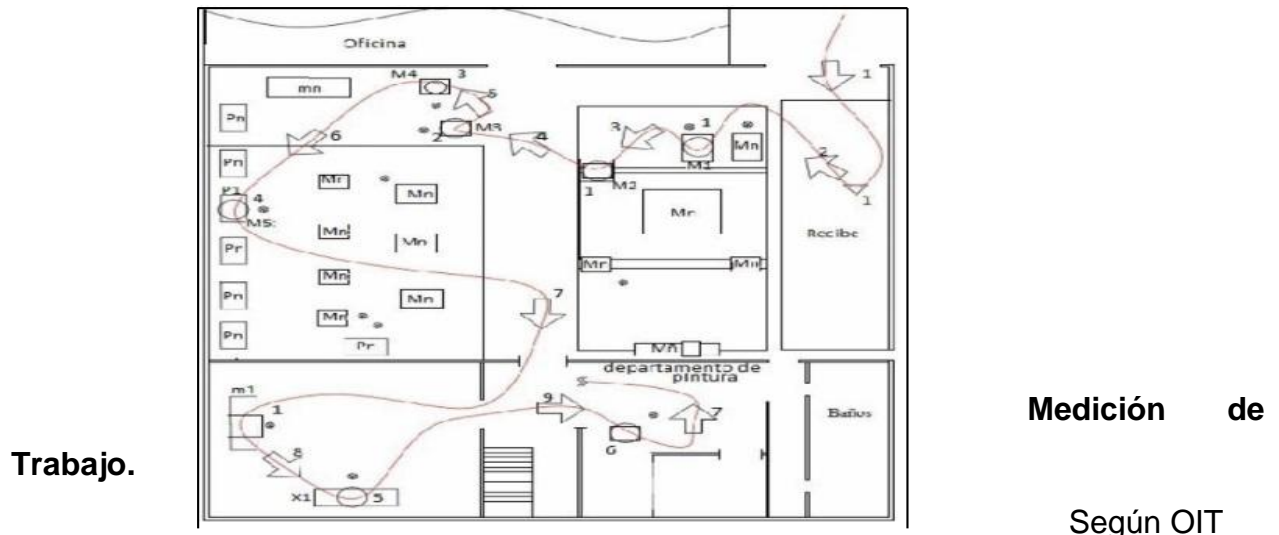 Oficina
M4 3
mn
5
1
Pn
2 M3
6
4
3
1
Mn
2
M1
Pn
1 M2
1
P1
4
Mr
Mn
Mn
M5:
Recibe
Pr
Mn
Mn
Mr
Mn
Pn
Mn
Mn
7
Pn
Mr
Pr
Mn
departamento de
pintura
m1
1
9
7
Baños
6
8
X1 5
Medición de
Trabajo.
Según OIT